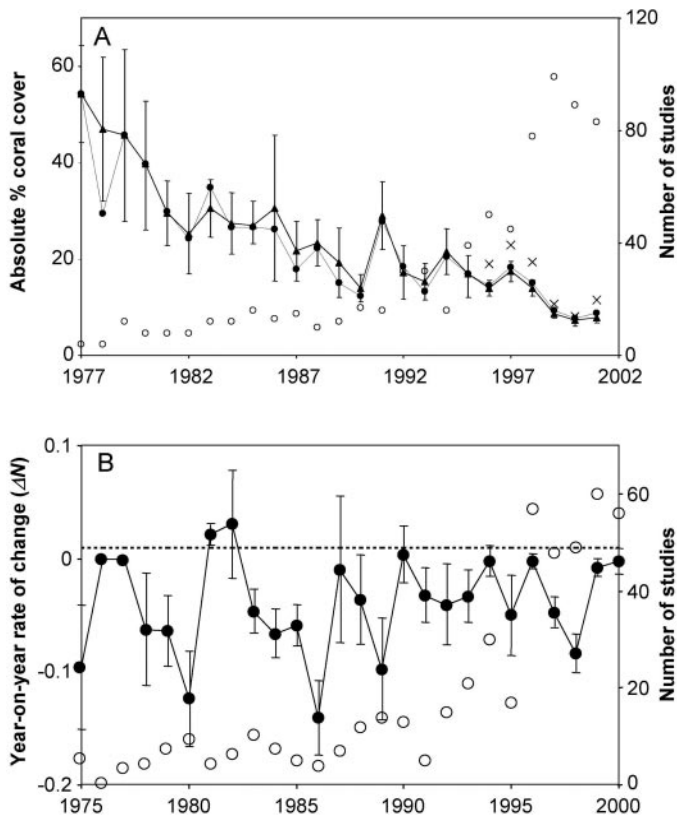 A
Absolute % coral cover
60
40
20
0
120
80
40
0
Number of studies
1977 1982 1987 1992 1997 2002
B
Year-on-year rate of change (ΔN)
0.1
0
-0.1
-0.2
60
40
20
0
Number of studies
1975 1980 1985 1990 1995 2000